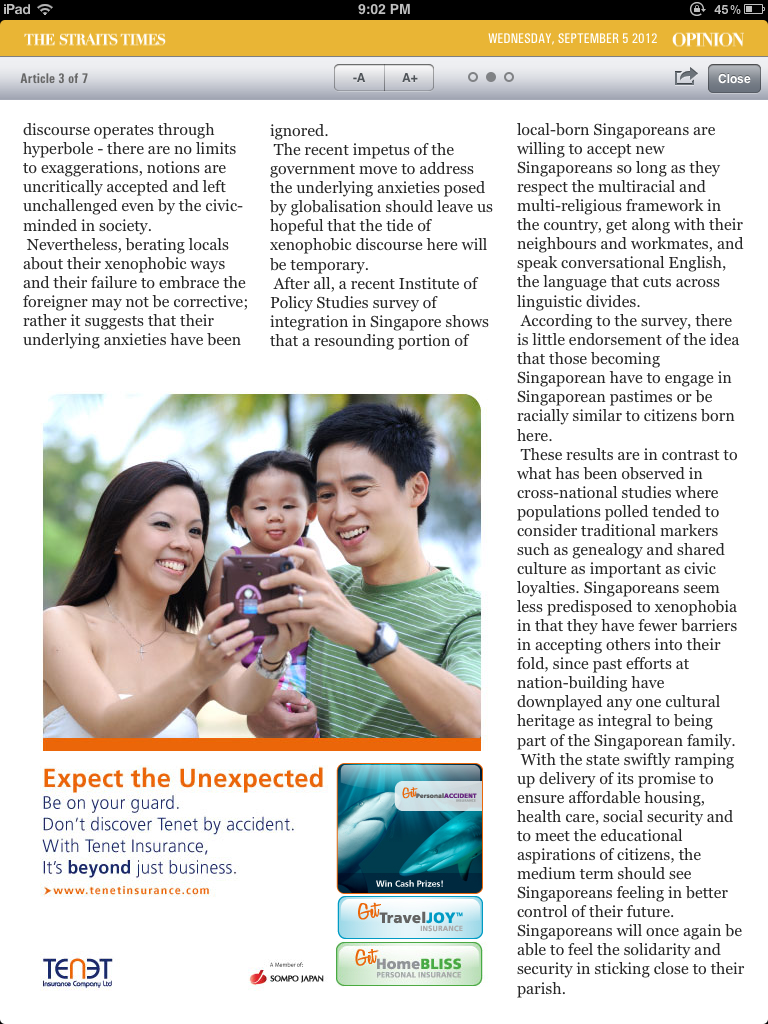 iPad
9:02 PM
45%
THE STRAITS TIMES
WEDNESDAY, SEPTEMBER 5 2012
OPINION
Article 3 of 7
-A
A+
Close
discourse operates through
hyperbole - there are no limits
to exaggerations, notions are
uncritically accepted and left
unchallenged even by the civic-
minded in society.
Nevertheless, berating locals
about their xenophobic ways
and their failure to embrace the
foreigner may not be corrective;
rather it suggests that their
underlying anxieties have been
ignored.
The recent impetus of the
government move to address
the underlying anxieties posed
by globalisation should leave us
hopeful that the tide of
xenophobic discourse here will
be temporary.
After all, a recent Institute of
Policy Studies survey of
integration in Singapore shows
that a resounding portion of
local-born Singaporeans are
willing to accept new
Singaporeans so long as they
respect the multiracial and
multi-religious framework in
the country, get along with their
neighbours and workmates, and
speak conversational English,
the language that cuts across
linguistic divides.
According to the survey, there
is little endorsement of the idea
that those becoming
Singaporean have to engage in
Singaporean pastimes or be
racially similar to citizens born
here.
These results are in contrast to
what has been observed in
cross-national studies where
populations polled tended to
consider traditional markers
such as genealogy and shared
culture as important as civic
loyalties. Singaporeans seem
less predisposed to xenophobia
in that they have fewer barriers
in accepting others into their
fold, since past efforts at
nation-building have
downplayed any one cultural
heritage as integral to being
part of the Singaporean family.
With the state swiftly ramping
up delivery of its promise to
ensure affordable housing,
health care, social security and
to meet the educational
aspirations of citizens, the
medium term should see
Singaporeans feeling in better
control of their future.
Singaporeans will once again be
able to feel the solidarity and
security in sticking close to their
parish.
Expect the Unexpected
Be on your guard.
Don't discover Tenet by accident.
With Tenet Insurance,
It's beyond just business.
www.tenetinsurance.com
Get PersonalACCIDENT
INSURANCE
Win Cash Prizes!
Get TravelJOY™
INSURANCE
Get HomeBLISS
PERSONAL INSURANCE
TENET
Insurance Company Ltd
A Member of:
SOMPO JAPAN